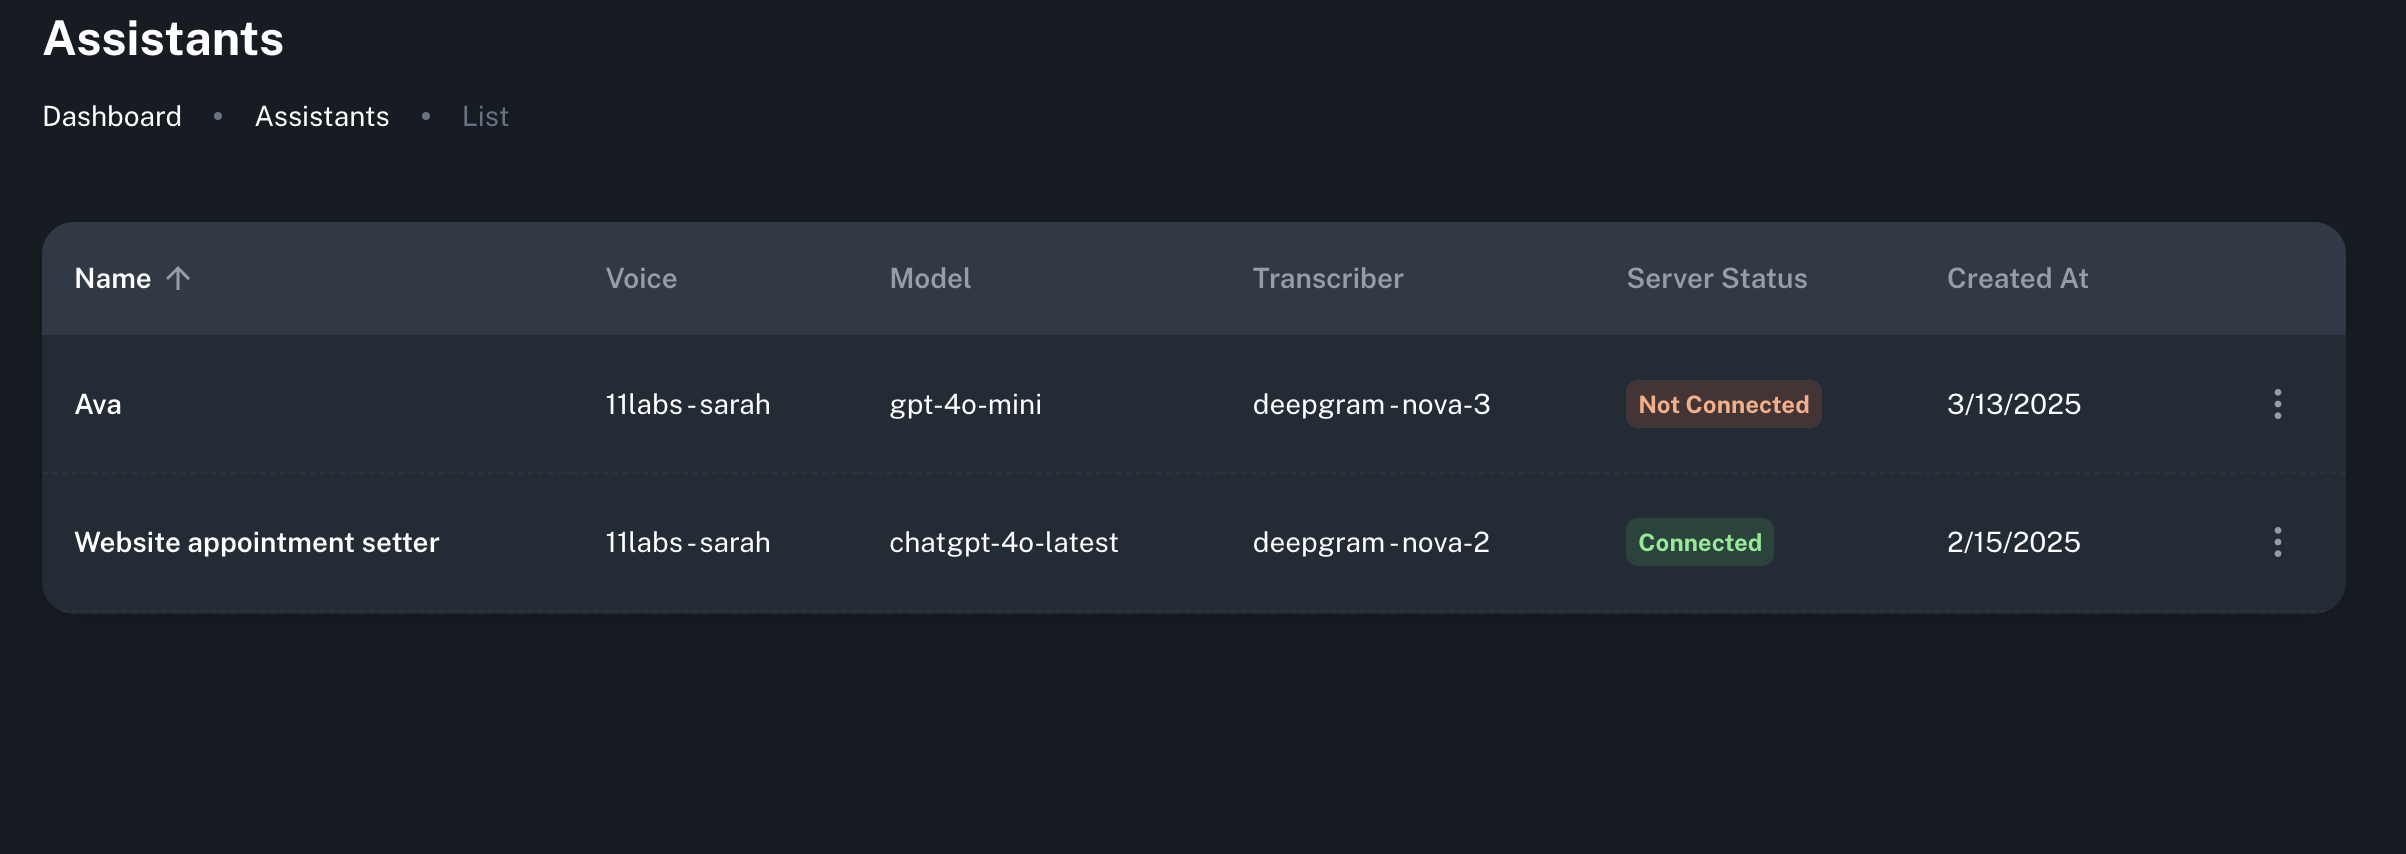 Assistants
Dashboard • Assistants • List
Name ↑ Voice Model Transcriber Server Status Created At
Ava 11labs - sarah gpt-4o-mini deepgram - nova-3 Not Connected 3/13/2025
Website appointment setter 11labs - sarah chatgpt-4o-latest deepgram - nova-2 Connected 2/15/2025